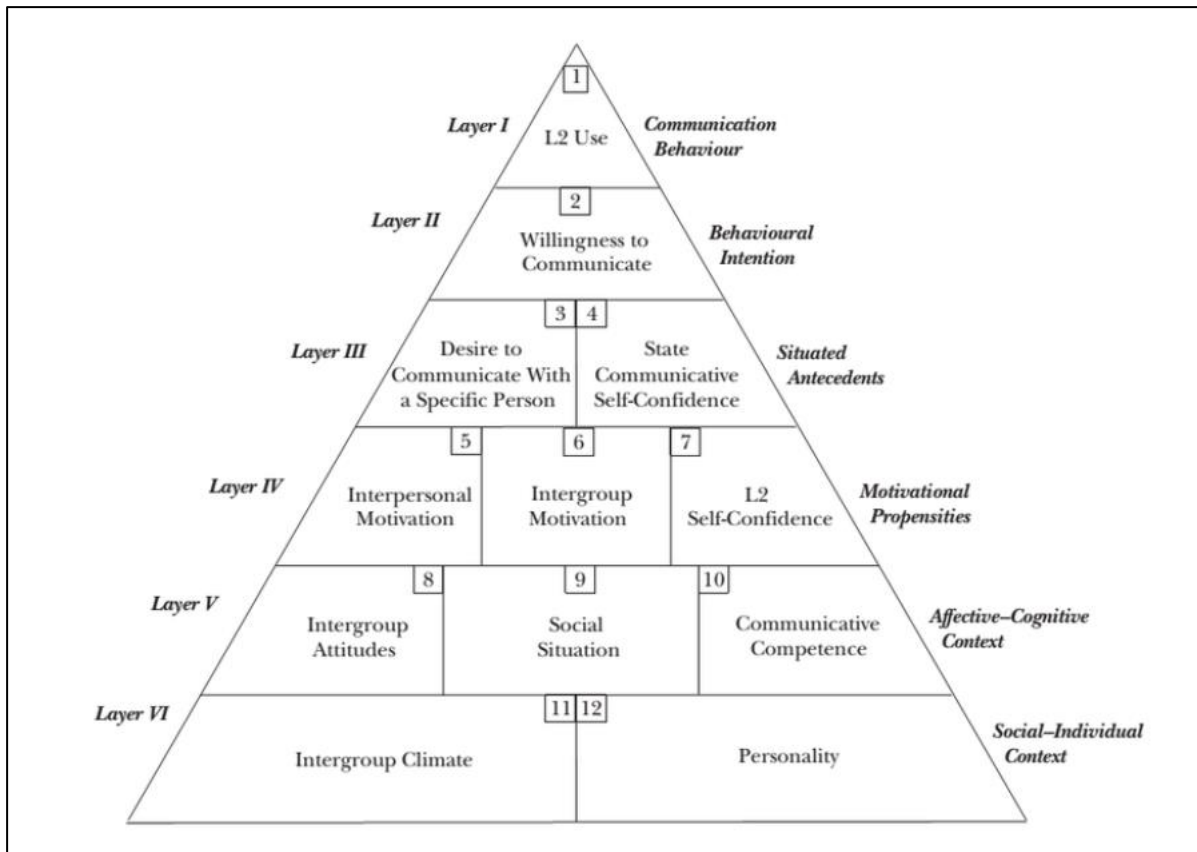 1
Layer I
L2 Use
Communication
Behaviour
2
Layer II
Willingness to
Communicate
Behavioural
Intention
3
4
Layer III
Desire to
Communicate With
a Specific Person
State
Communicative
Self-Confidence
Situated
Antecedents
5
6
7
Layer IV
Interpersonal
Motivation
Intergroup
Motivation
L2
Self-Confidence
Motivational
Propensities
8
9
10
Layer V
Intergroup
Attitudes
Social
Situation
Communicative
Competence
Affective–Cognitive
Context
11
12
Layer VI
Intergroup Climate
Personality
Social–Individual
Context